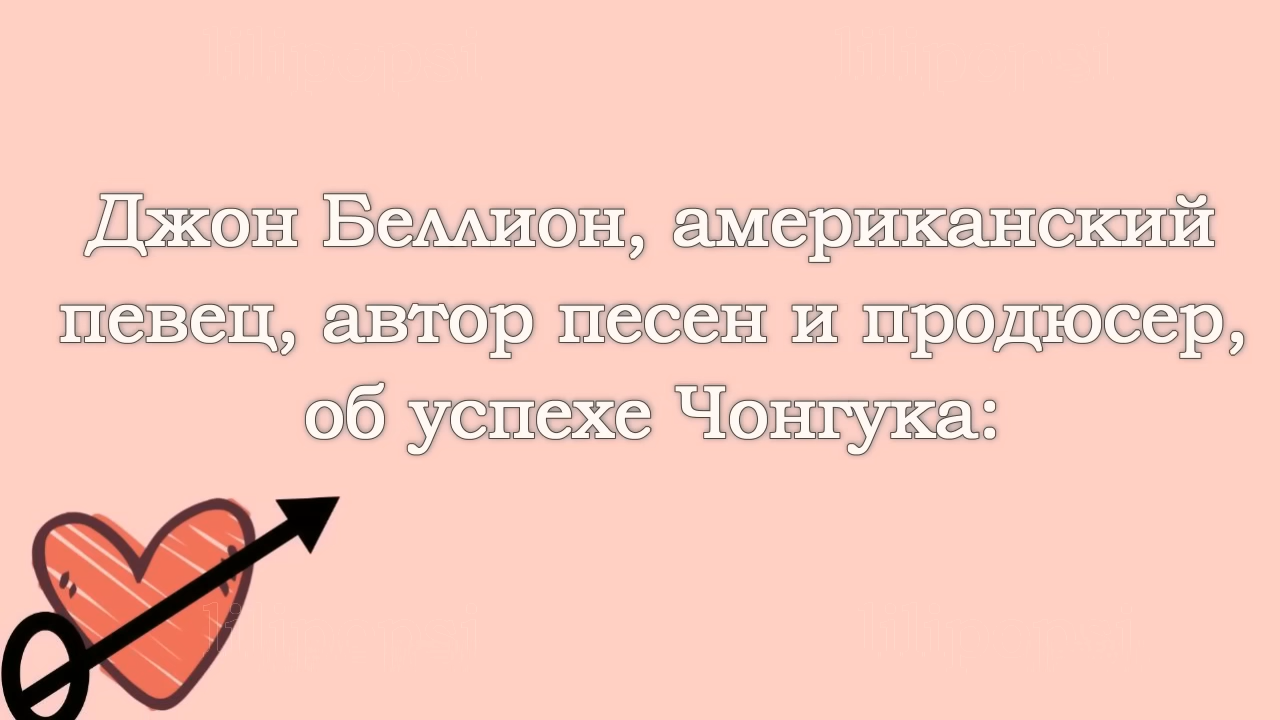 Джон Беллион, американский
певец, автор песен и продюсер,
об успехе Чонгука: